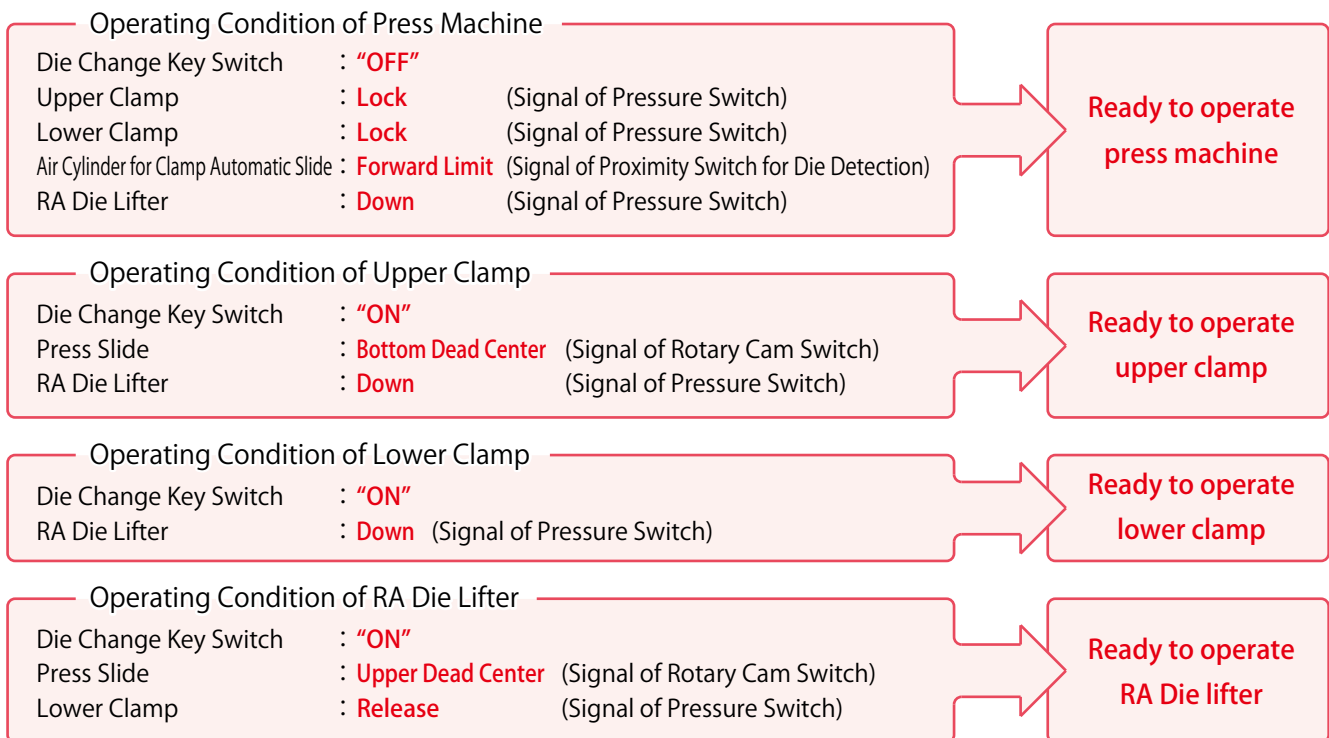 Operating Condition of Press Machine
Die Change Key Switch : “OFF”
Upper Clamp : Lock (Signal of Pressure Switch)
Lower Clamp : Lock (Signal of Pressure Switch)
Air Cylinder for Clamp Automatic Slide : Forward Limit (Signal of Proximity Switch for Die Detection)
RA Die Lifter : Down (Signal of Pressure Switch)
Ready to operate
press machine
Operating Condition of Upper Clamp
Die Change Key Switch : “ON”
Press Slide : Bottom Dead Center (Signal of Rotary Cam Switch)
RA Die Lifter : Down (Signal of Pressure Switch)
Ready to operate
upper clamp
Operating Condition of Lower Clamp
Die Change Key Switch : “ON”
RA Die Lifter : Down (Signal of Pressure Switch)
Ready to operate
lower clamp
Operating Condition of RA Die Lifter
Die Change Key Switch : “ON”
Press Slide : Upper Dead Center (Signal of Rotary Cam Switch)
Lower Clamp : Release (Signal of Pressure Switch)
Ready to operate
RA Die lifter